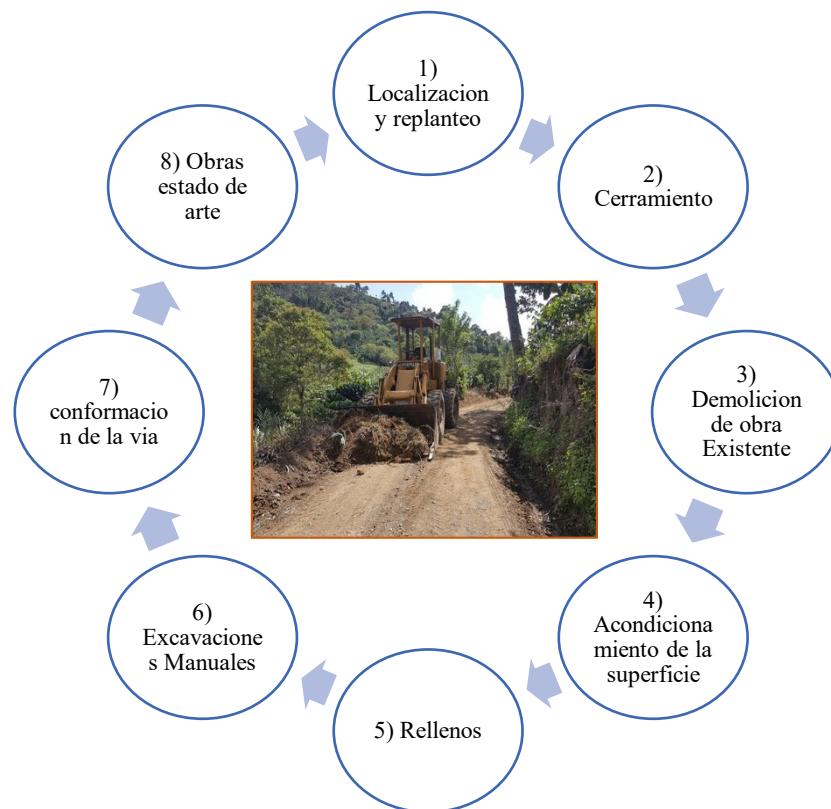 1)
Localizacion
y replanteo
2)
Cerramiento
3)
Demolicion
de obra
Existente
4)
Acondiciona
miento de la
superficie
5) Rellenos
6)
Excavacione
s Manuales
7)
conformacio
n de la via
8) Obras
estado de
arte